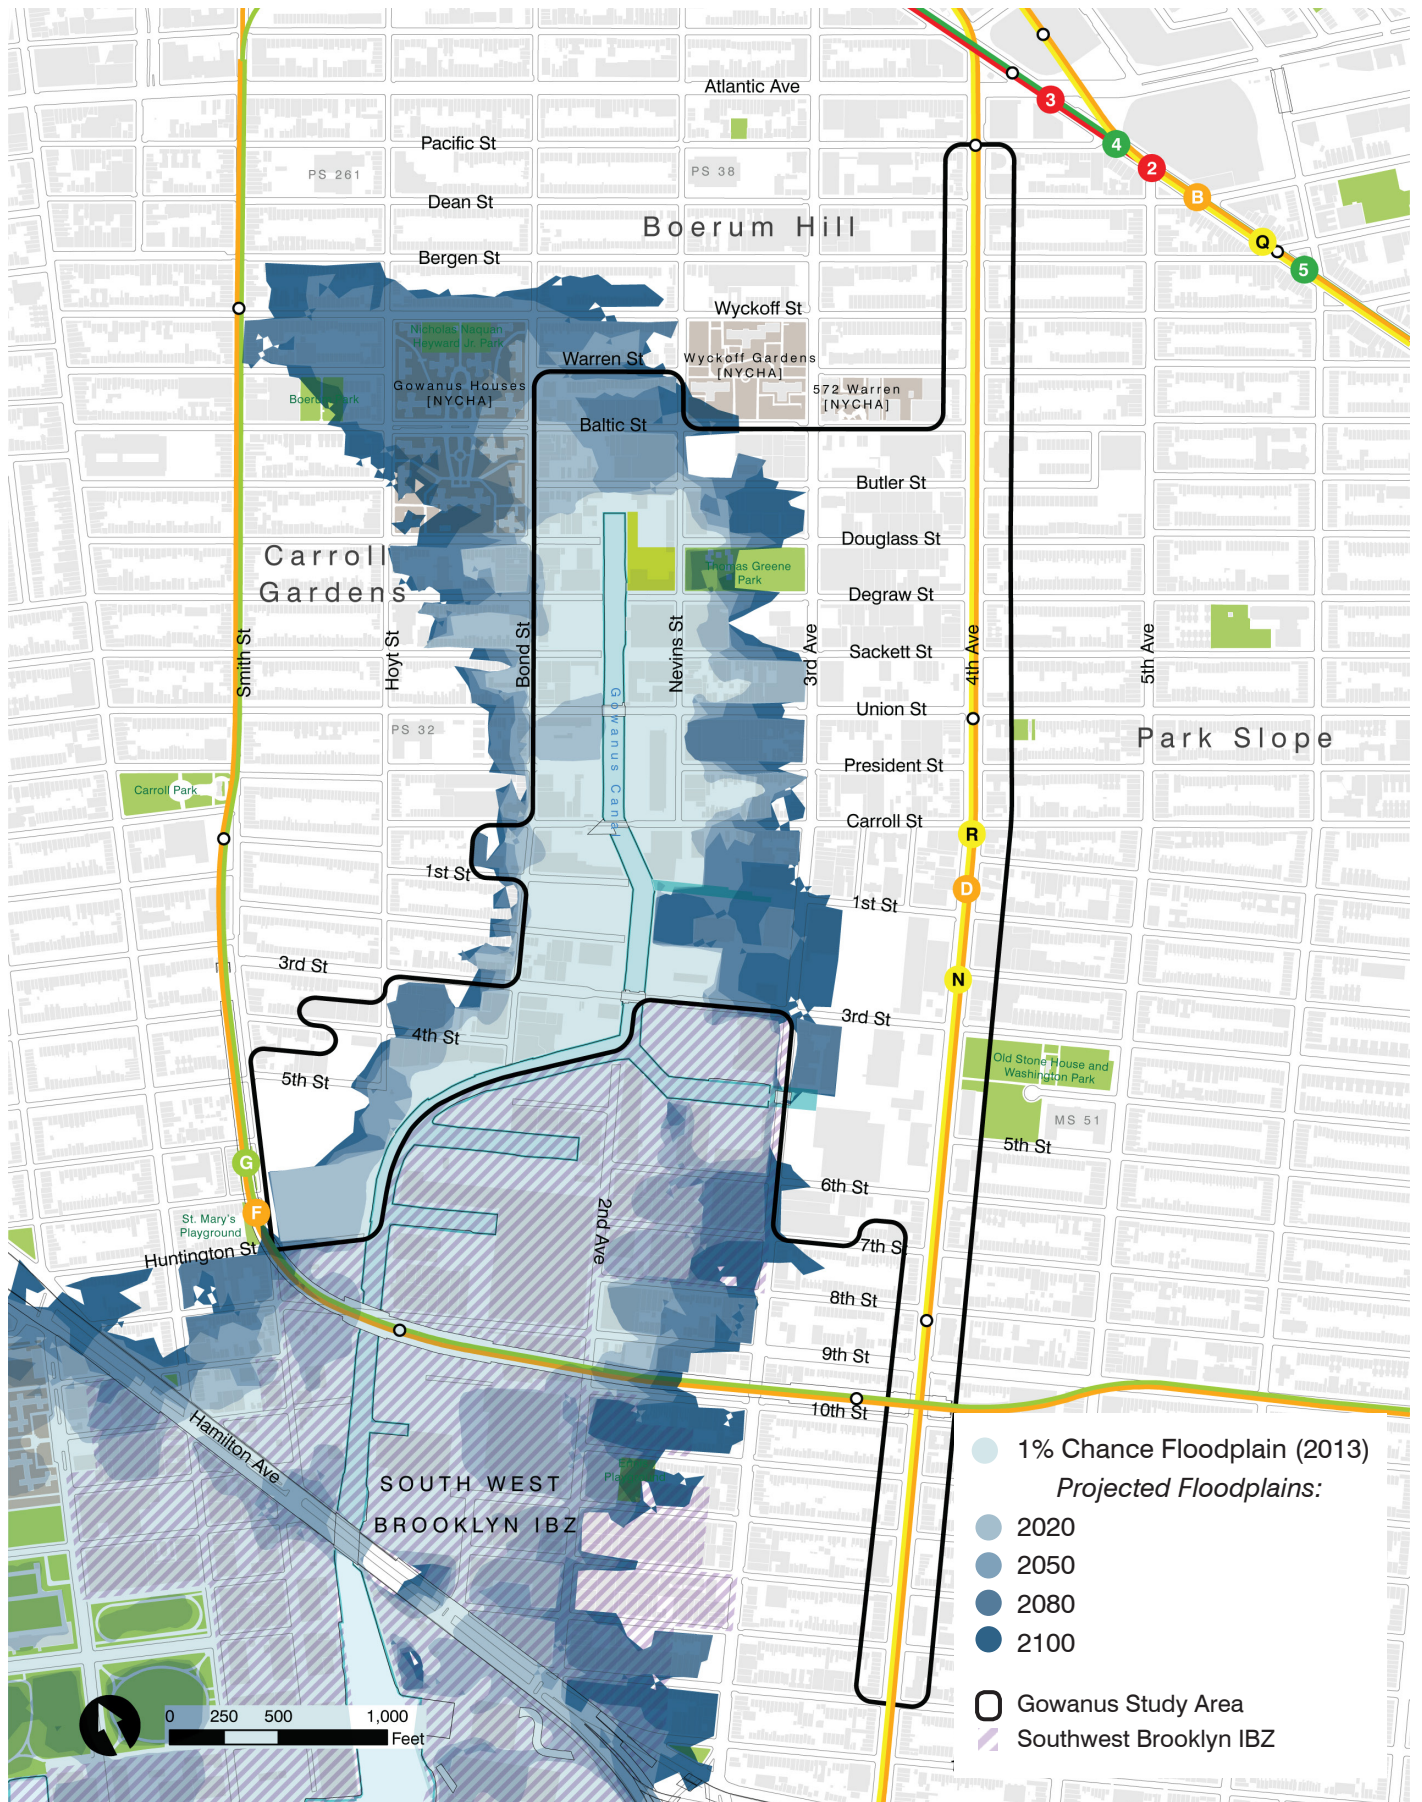 Atlantic Ave
3
Pacific St
4
PS 261
PS 38
2
B
Dean St
Boerum Hill
Q
Bergen St
5
Wyckoff St
Nicholas Naquan
Heyward Jr. Park
Warren St
Wyckoff Gardens
[NYCHA]
Gowanus Houses
[NYCHA]
572 Warren
[NYCHA]
Baltic St
Butler St
Douglass St
Carroll
Gardens
Thomas Greene
Park
Degraw St
Smith St
Hoyt St
Bond St
Nevins St
3rd Ave
Sackett St
4th Ave
5th Ave
Gowanus Cana
Union St
PS 32
Park Slope
President St
Carroll Park
Carroll St
R
1st St
D
1st St
3rd St
N
3rd St
4th St
Old Stone House and
Washington Park
5th St
MS 51
5th St
G
6th St
2nd Ave
F
St. Mary's
Playground
Huntington St
7th St
8th St
9th St
10th St
Hamilton Ave
SOUTH WEST
BROOKLYN IBZ
1% Chance Floodplain (2013)
Projected Floodplains:
2020
2050
2080
2100
Gowanus Study Area
Southwest Brooklyn IBZ
0 250 500 1,000
Feet